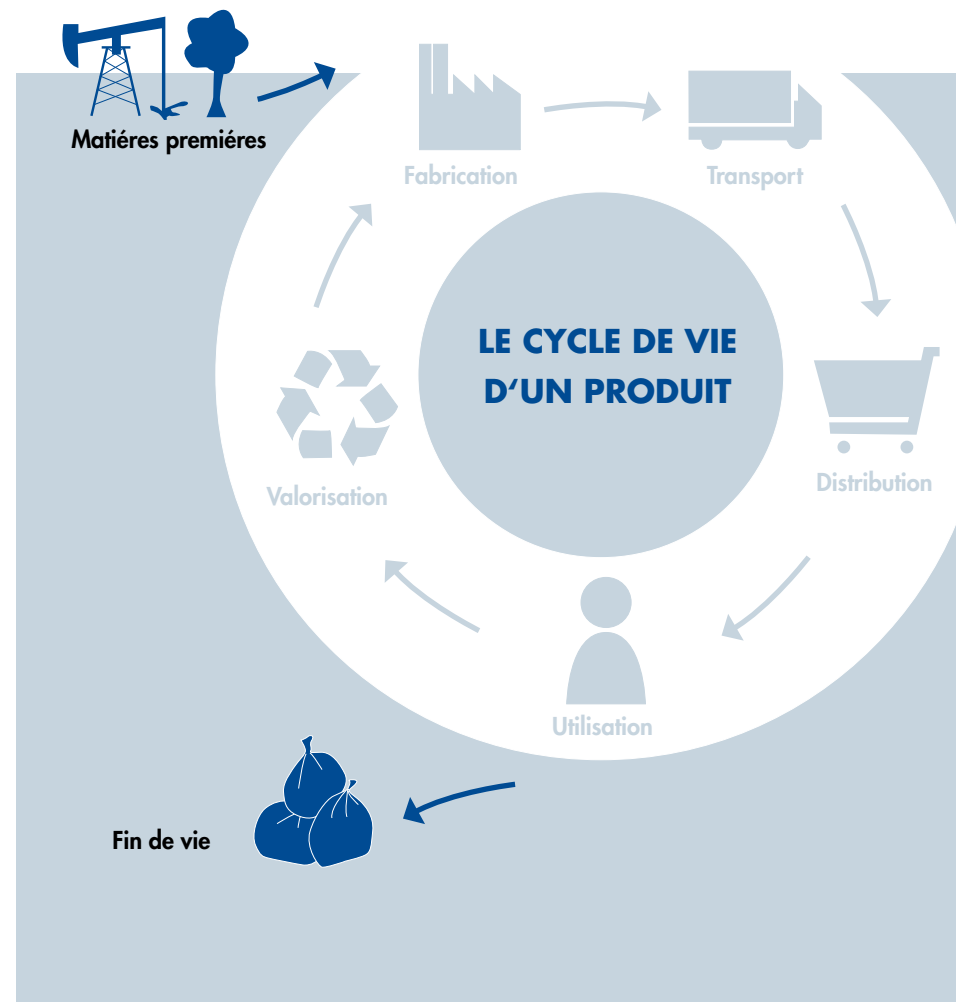 Matiéres premiéres
Fabrication
Transport
LE CYCLE DE VIE
D‘UN PRODUIT
Valorisation
Distribution
Utilisation
Fin de vie